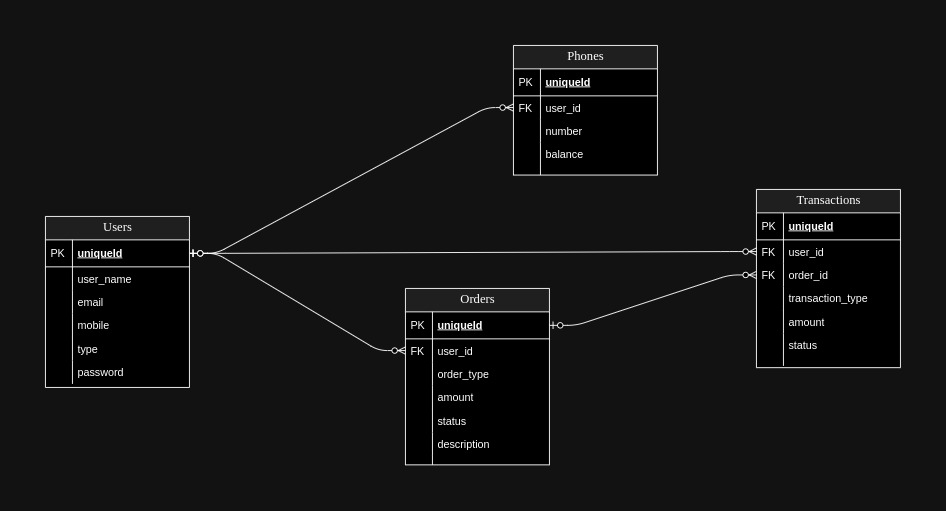 Phones
PK uniqueId
FK user_id
number
balance
Transactions
PK uniqueId
FK user_id
FK order_id
transaction_type
amount
status
Users
PK uniqueId
user_name
email
mobile
type
password
Orders
PK uniqueId
FK user_id
order_type
amount
status
description